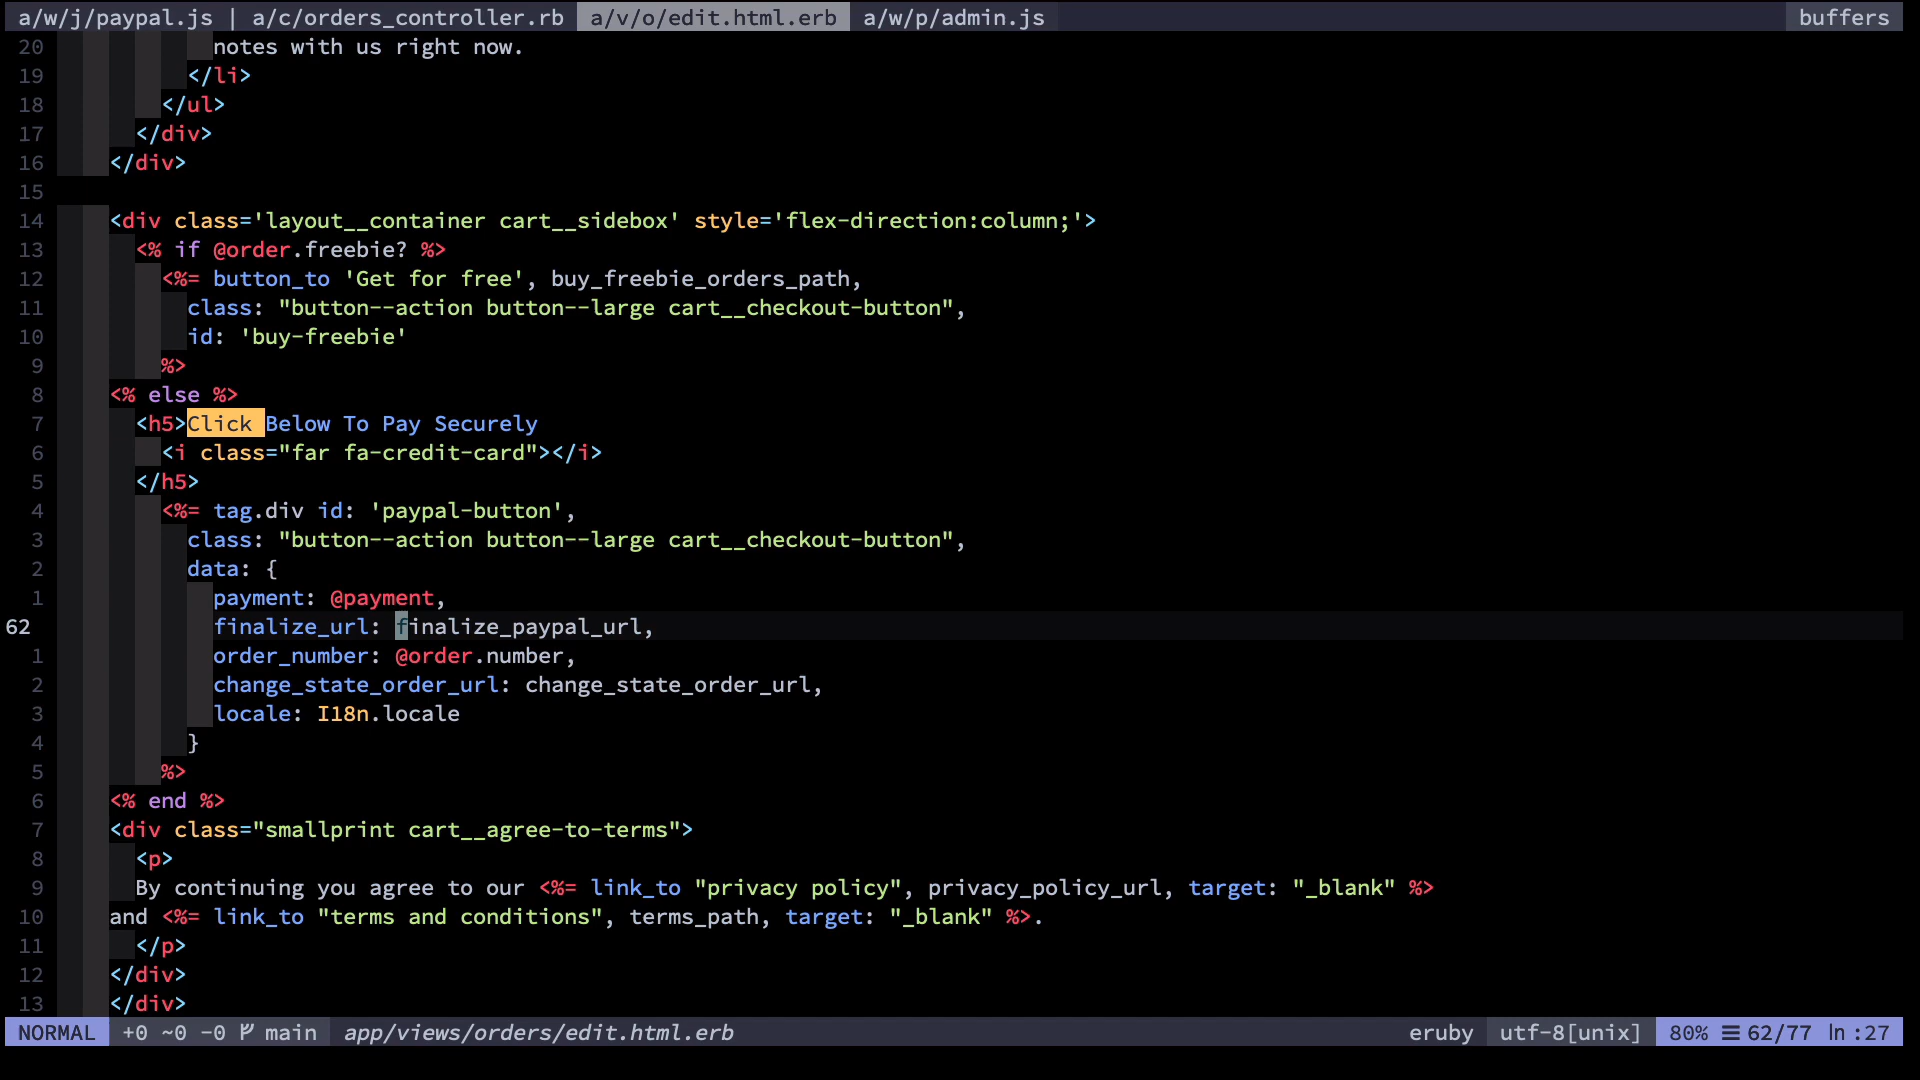 a/w/j/paypal.js | a/c/orders_controller.rb a/v/o/edit.html.erb a/w/p/admin.js buffers
20 notes with us right now.
19 </li>
18 </ul>
17 </div>
16 </div>
15
14 <div class='layout__container cart__sidebox' style='flex-direction:column;'>
13 <% if @order.freebie? %>
12 <%= button_to 'Get for free', buy_freebie_orders_path,
11 class: "button--action button--large cart__checkout-button",
10 id: 'buy-freebie'
9 %>
8 <% else %>
7 <h5>Click Below To Pay Securely
6 <i class="far fa-credit-card"></i>
5 </h5>
4 <%= tag.div id: 'paypal-button',
3 class: "button--action button--large cart__checkout-button",
2 data: {
1 payment: @payment,
62 finalize_url: finalize_paypal_url,
1 order_number: @order.number,
2 change_state_order_url: change_state_order_url,
3 locale: I18n.locale
4 }
5 %>
6 <% end %>
7 <div class="smallprint cart__agree-to-terms">
8 <p>
9 By continuing you agree to our <%= link_to "privacy policy", privacy_policy_url, target: "_blank" %>
10 and <%= link_to "terms and conditions", terms_path, target: "_blank" %>.
11 </p>
12 </div>
13 </div>
NORMAL +0 ~0 -0 main app/views/orders/edit.html.erb eruby utf-8[unix] 80% ☰ 62/77 ln :27